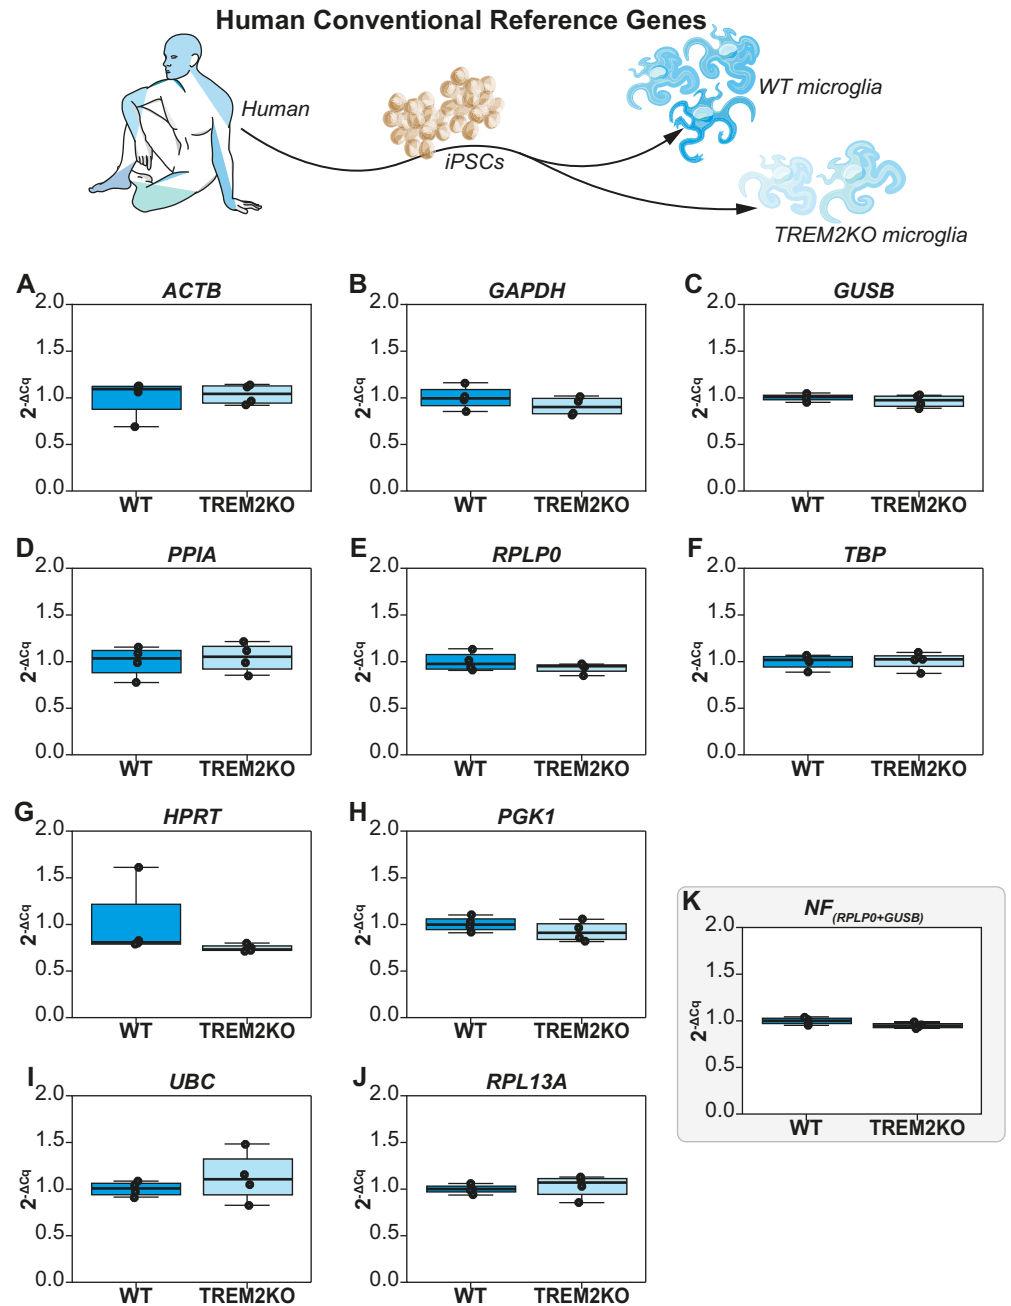 Human Conventional Reference Genes
Human
iPSCs
WT microglia
TREM2KO microglia
A
ACTB
2.0
1.5
1.0
0.5
0.0
2^-ΔCq
WT TREM2KO
B
GAPDH
2.0
1.5
1.0
0.5
0.0
2^-ΔCq
WT TREM2KO
C
GUSB
2.0
1.5
1.0
0.5
0.0
2^-ΔCq
WT TREM2KO
D
PPIA
2.0
1.5
1.0
0.5
0.0
2^-ΔCq
WT TREM2KO
E
RPLP0
2.0
1.5
1.0
0.5
0.0
2^-ΔCq
WT TREM2KO
F
TBP
2.0
1.5
1.0
0.5
0.0
2^-ΔCq
WT TREM2KO
G
HPRT
2.0
1.5
1.0
0.5
0.0
2^-ΔCq
WT TREM2KO
H
PGK1
2.0
1.5
1.0
0.5
0.0
2^-ΔCq
WT TREM2KO
K
NF(RPLP0+GUSB)
2.0
1.5
1.0
0.5
0.0
2^-ΔCq
WT TREM2KO
I
UBC
2.0
1.5
1.0
0.5
0.0
2^-ΔCq
WT TREM2KO
J
RPL13A
2.0
1.5
1.0
0.5
0.0
2^-ΔCq
WT TREM2KO